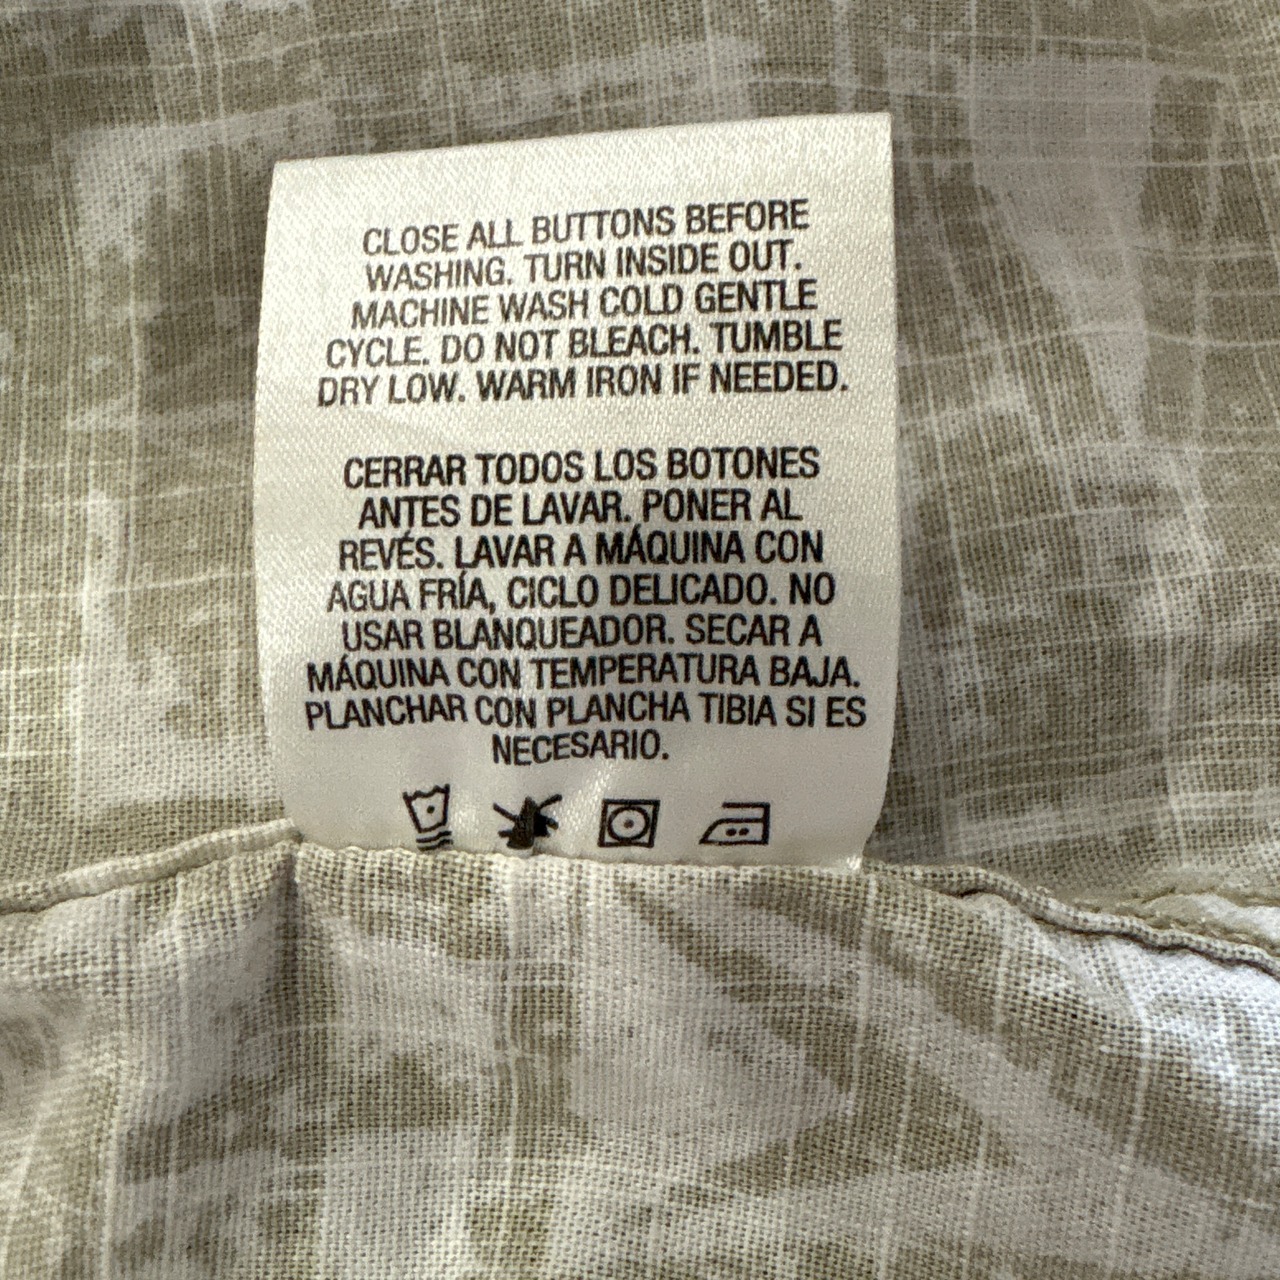 CLOSE ALL BUTTONS BEFORE
WASHING. TURN INSIDE OUT.
MACHINE WASH COLD GENTLE
CYCLE. DO NOT BLEACH. TUMBLE
DRY LOW. WARM IRON IF NEEDED.
CERRAR TODOS LOS BOTONES
ANTES DE LAVAR. PONER AL
REVÉS. LAVAR A MÁQUINA CON
AGUA FRÍA, CICLO DELICADO. NO
USAR BLANQUEADOR. SECAR A
MÁQUINA CON TEMPERATURA BAJA.
PLANCHAR CON PLANCHA TIBIA SI ES
NECESARIO.